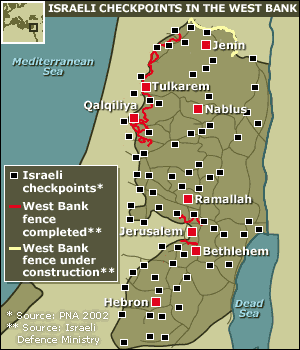 ISRAELI CHECKPOINTS IN THE WEST BANK
Mediterranean
Sea
Jenin
Tulkarem
Qalqiliya
Nablus
Israeli
checkpoints*
West Bank
fence
completed**
West Bank
fence under
construction**
Ramallah
Jerusalem
Bethlehem
Hebron
Dead
Sea
* Source: PNA 2002
** Source: Israeli
Defence Ministry